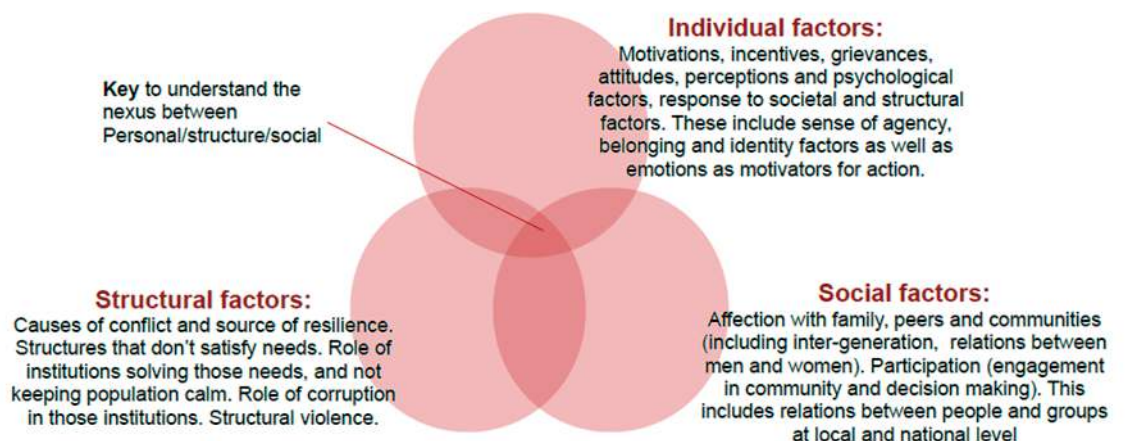 Individual factors:
Motivations, incentives, grievances,
attitudes, perceptions and psychological
factors, response to societal and structural
factors. These include sense of agency,
belonging and identity factors as well as
emotions as motivators for action.
Key to understand the
nexus between
Personal/structure/social
Structural factors:
Causes of conflict and source of resilience.
Structures that don't satisfy needs. Role of
institutions solving those needs, and not
keeping population calm. Role of corruption
in those institutions. Structural violence.
Social factors:
Affection with family, peers and communities
(including inter-generation, relations between
men and women). Participation (engagement
in community and decision making). This
includes relations between people and groups
at local and national level